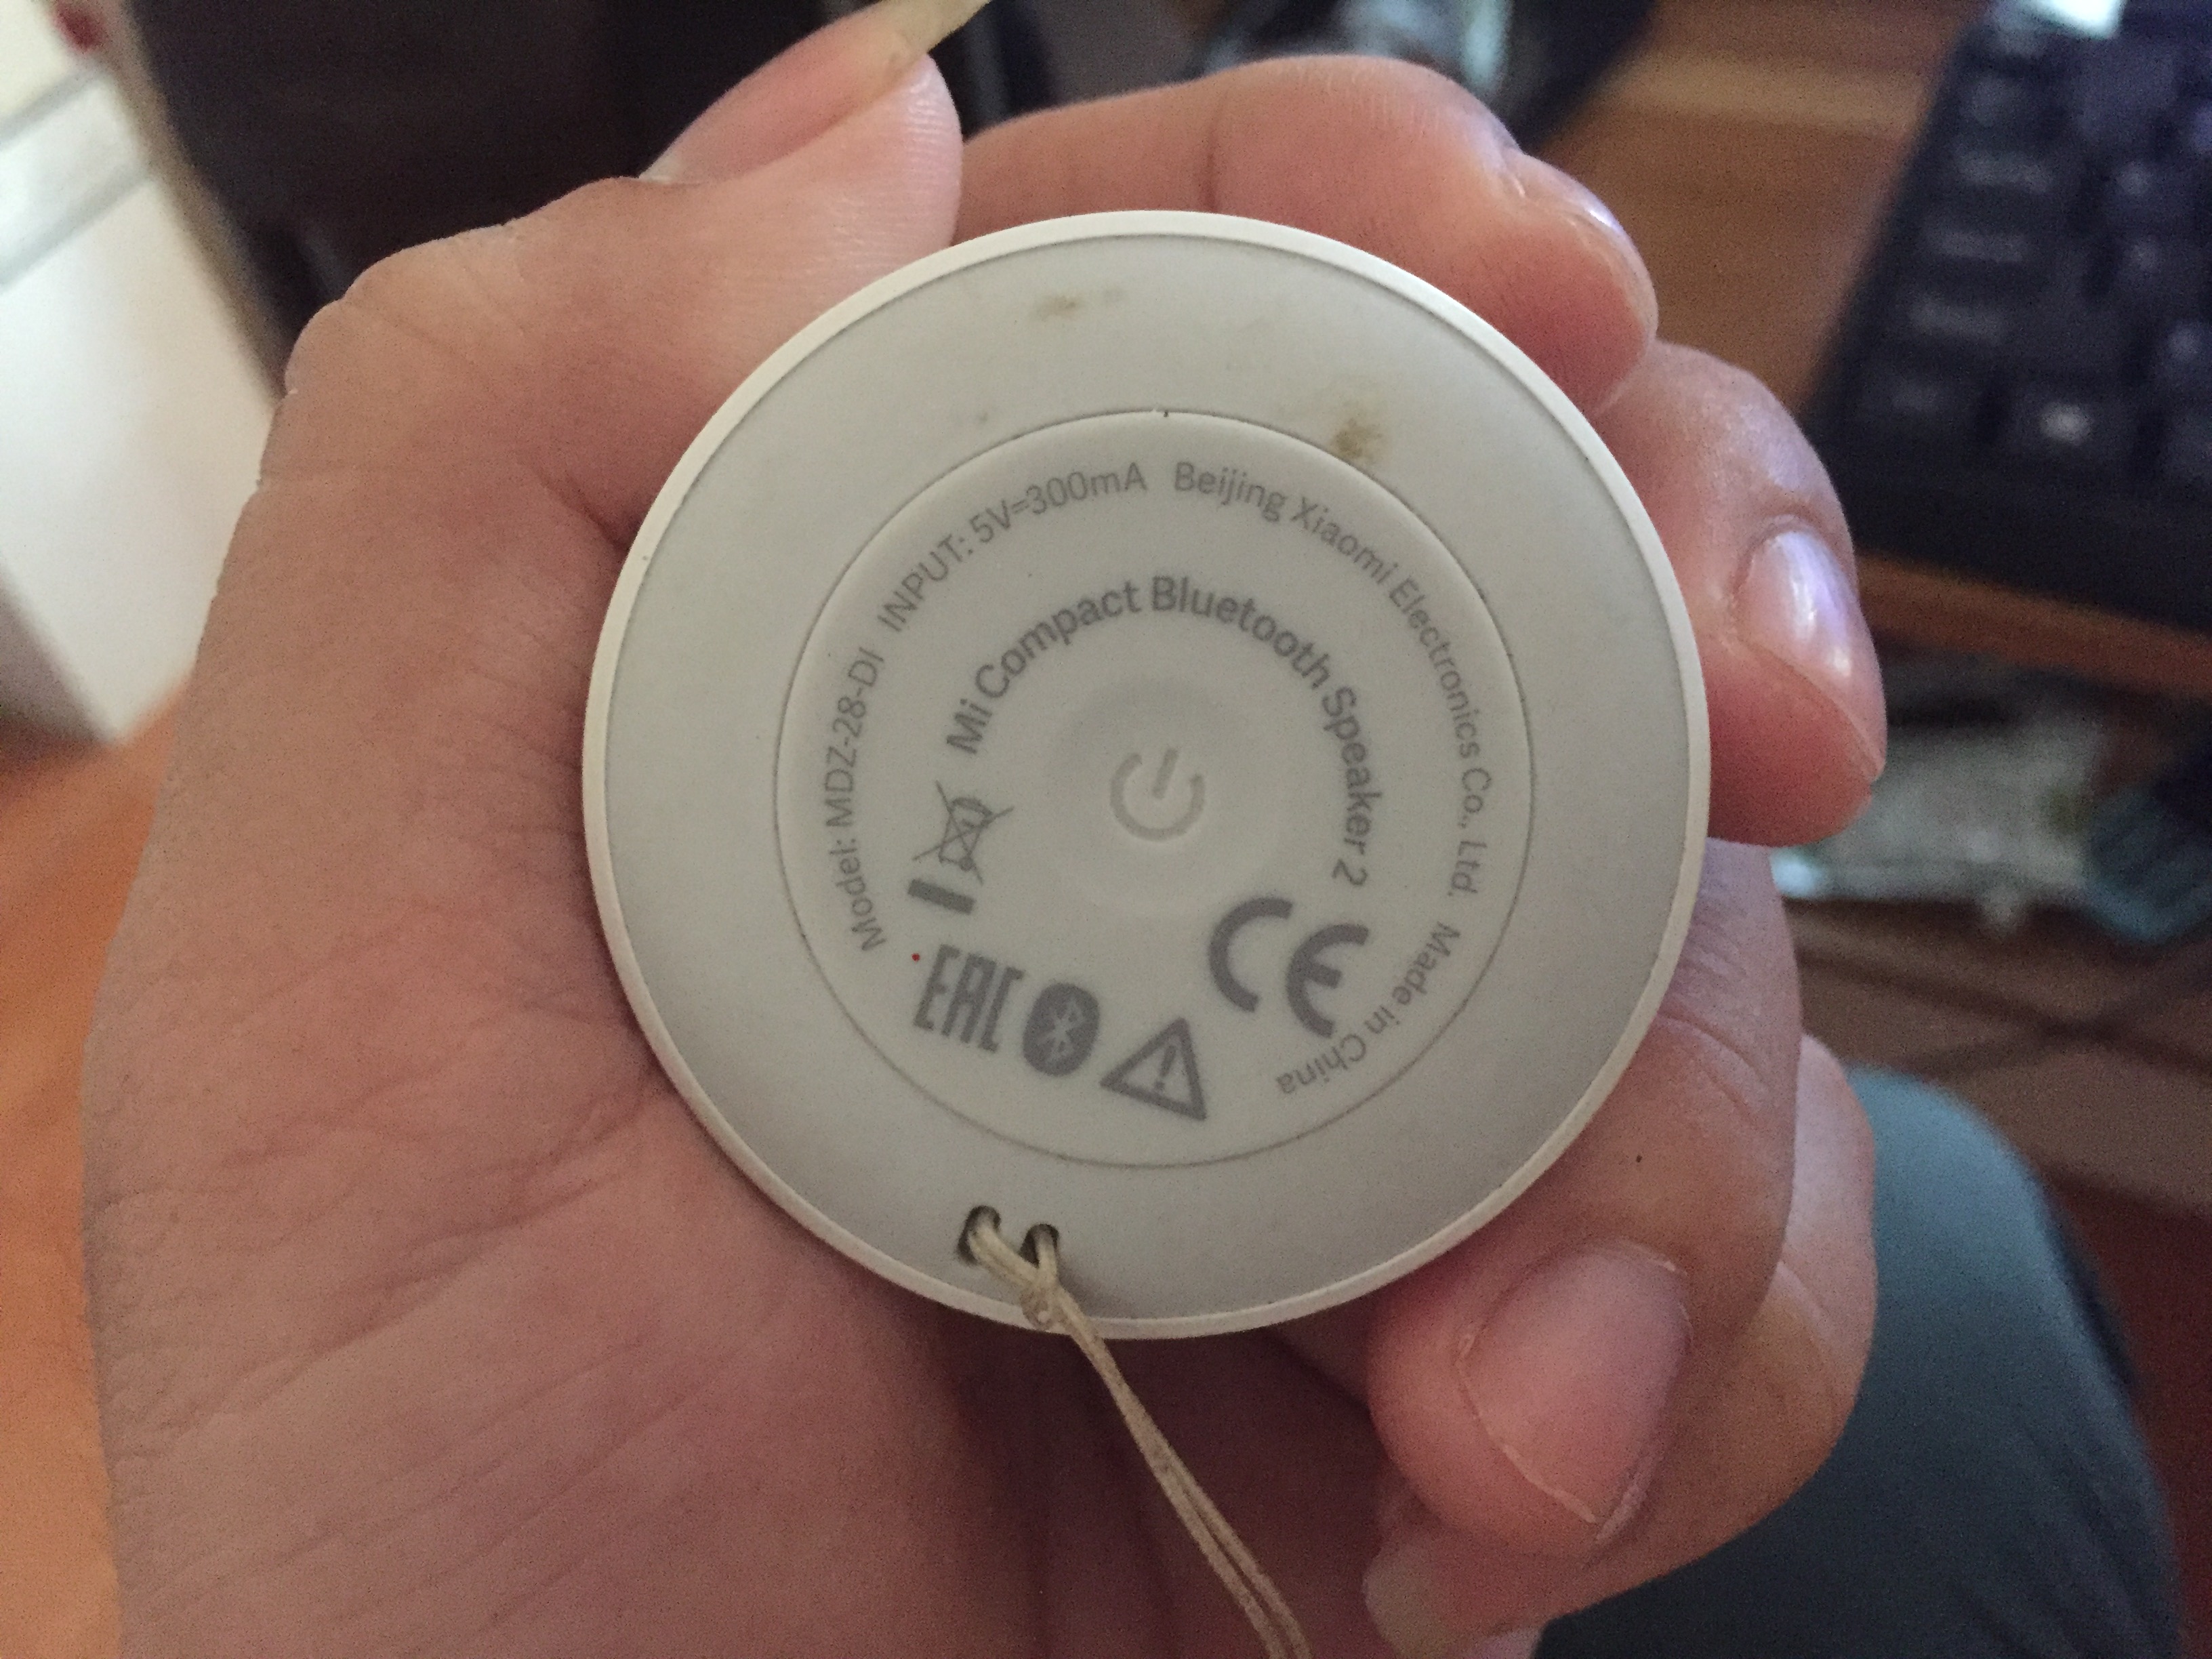 Model: MDZ-28-DI INPUT: 5V=300mA Beijing Xiaomi Electronics Co., Ltd. Made in China
Mi Compact Bluetooth Speaker 2
EAC
CE